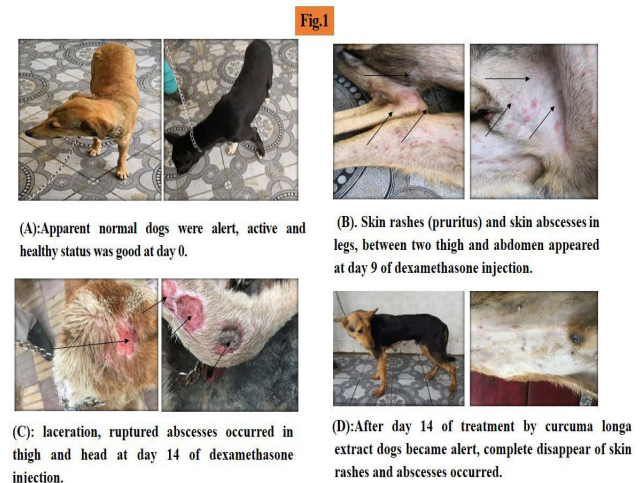 Fig.1
(A):Apparent normal dogs were alert, active and
healthy status was good at day 0.
(B). Skin rashes (pruritus) and skin abscesses in
legs, between two thigh and abdomen appeared
at day 9 of dexamethasone injection.
(C): laceration, ruptured abscesses occurred in
thigh and head at day 14 of dexamethasone
injection.
(D):After day 14 of treatment by curcuma longa
extract dogs became alert, complete disappear of skin
rashes and abscesses occurred.